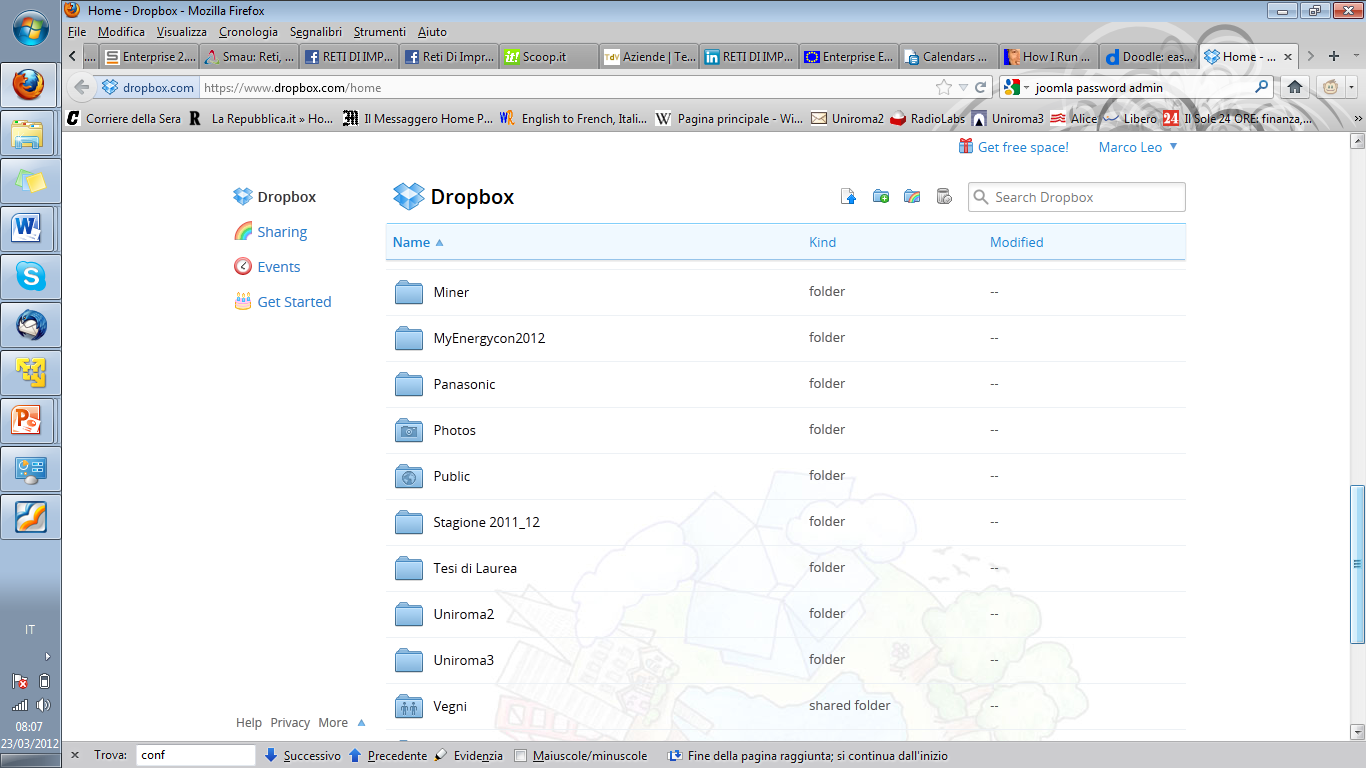 Home - Dropbox - Mozilla Firefox
File Modifica Visualizza Cronologia Segnalibri Strumenti Aiuto
.... Enterprise 2.... Smau: Reti, ... RETI DI IMP... Reti Di Impr... Scoop.it Aziende | Te... RETI DI IMP... Enterprise E... Calendars ... How I Run ... Doodle: eas... Home - ...
dropbox.com https://www.dropbox.com/home joomla password admin
Corriere della Sera La Repubblica.it » Ho... Il Messaggero Home P... English to French, Itali... Pagina principale - Wi... Uniroma2 RadioLabs Uniroma3 Alice Libero Il Sole 24 ORE: finanza,...
Get free space! Marco Leo
Dropbox
Sharing
Events
Get Started
Dropbox
Search Dropbox
Name Kind Modified
Miner folder --
MyEnergycon2012 folder --
Panasonic folder --
Photos folder --
Public folder --
Stagione 2011_12 folder --
Tesi di Laurea folder --
Uniroma2 folder --
Uniroma3 folder --
Vegni shared folder --
Help Privacy More
IT
08:07
23/03/2012
Trova: conf Successivo Precedente Evidenzia Maiuscole/minuscole Fine della pagina raggiunta; si continua dall'inizio